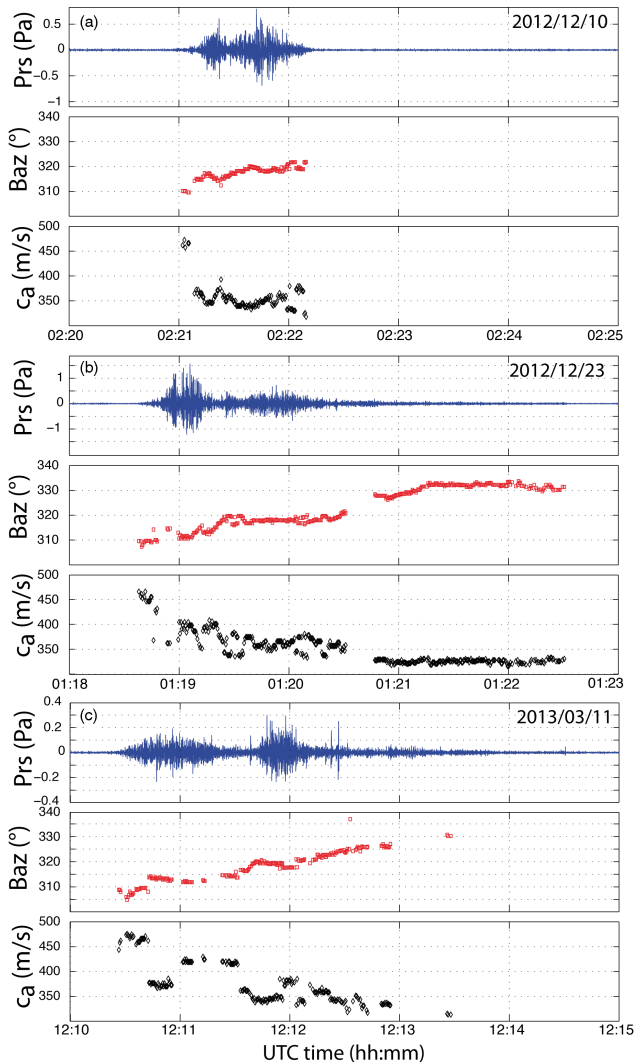 (a)
2012/12/10
Prs (Pa)
0.5
0
−0.5
−1
Baz (°)
340
330
320
310
cₐ (m/s)
500
450
400
350
02:20 02:21 02:22 02:23 02:24 02:25
(b)
2012/12/23
Prs (Pa)
1
0
−1
Baz (°)
340
330
320
310
cₐ (m/s)
500
450
400
350
01:18 01:19 01:20 01:21 01:22 01:23
(c)
2013/03/11
Prs (Pa)
0.4
0.2
0
−0.2
−0.4
Baz (°)
340
330
320
310
cₐ (m/s)
500
450
400
350
12:10 12:11 12:12 12:13 12:14 12:15
UTC time (hh:mm)